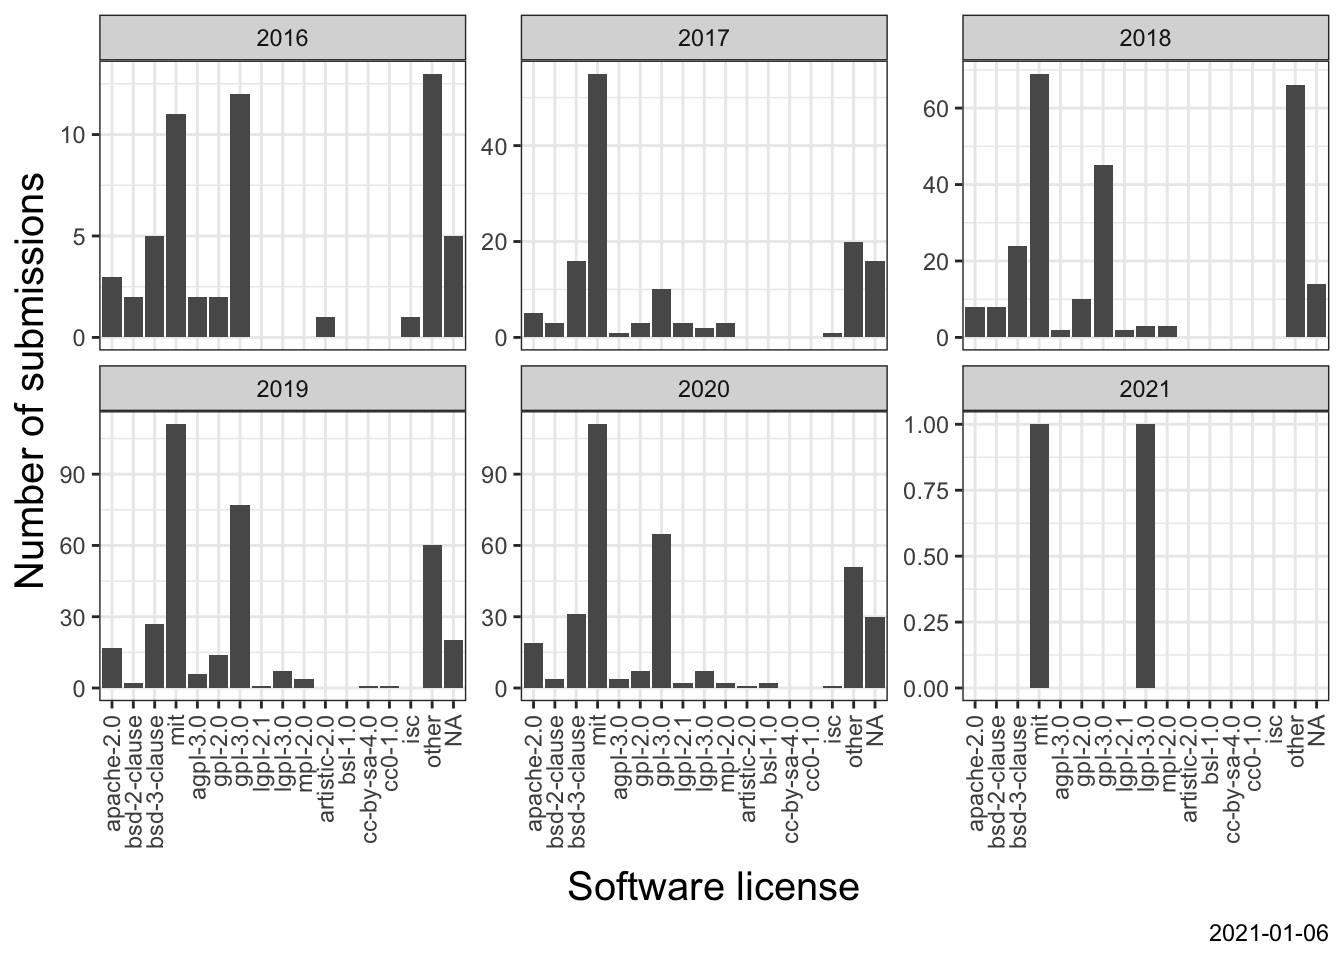 2016
2017
2018
10
5
0
40
20
0
60
40
20
0
Number of submissions
2019
2020
2021
90
60
30
0
90
60
30
0
1.00
0.75
0.50
0.25
0.00
apache-2.0
bsd-2-clause
bsd-3-clause
mit
agpl-3.0
gpl-2.0
gpl-3.0
lgpl-2.1
lgpl-3.0
mpl-2.0
artistic-2.0
bsl-1.0
cc-by-sa-4.0
cc0-1.0
isc
other
NA
apache-2.0
bsd-2-clause
bsd-3-clause
mit
agpl-3.0
gpl-2.0
gpl-3.0
lgpl-2.1
lgpl-3.0
mpl-2.0
artistic-2.0
bsl-1.0
cc-by-sa-4.0
cc0-1.0
isc
other
NA
apache-2.0
bsd-2-clause
bsd-3-clause
mit
agpl-3.0
gpl-2.0
gpl-3.0
lgpl-2.1
lgpl-3.0
mpl-2.0
artistic-2.0
bsl-1.0
cc-by-sa-4.0
cc0-1.0
isc
other
NA
Software license
2021-01-06